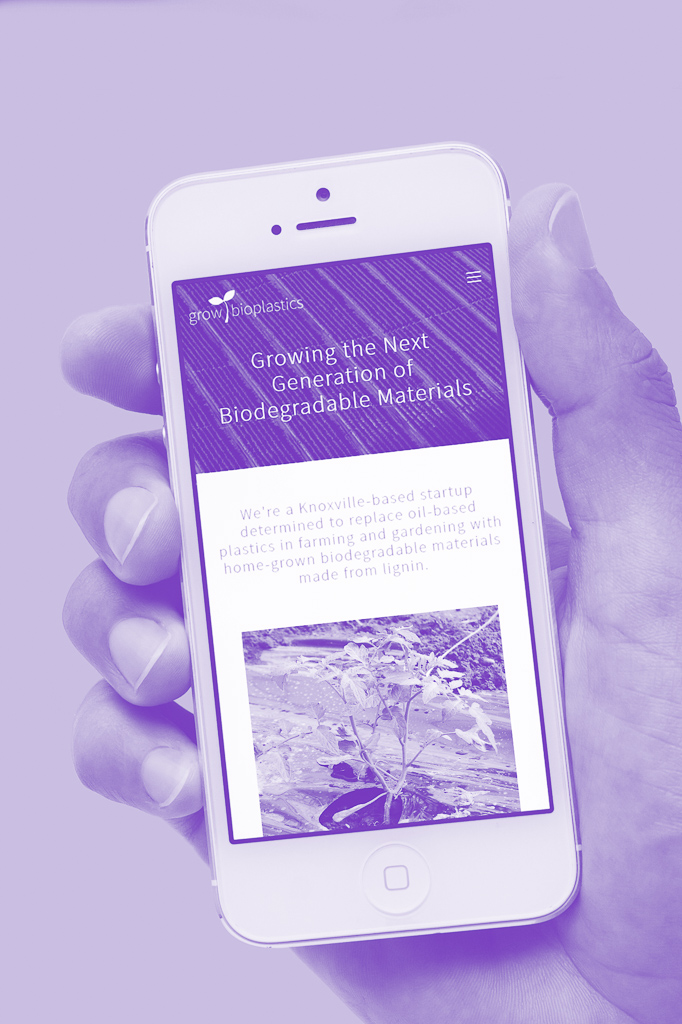 grow bioplastics
Growing the Next
Generation of
Biodegradable Materials
We're a Knoxville-based startup
determined to replace oil-based
plastics in farming and gardening with
home-grown biodegradable materials
made from lignin.